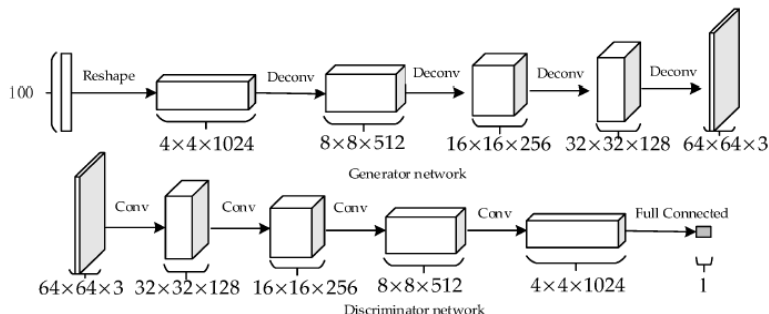 100
Reshape
Deconv
Deconv
Deconv
Deconv
4×4×1024
8×8×512
16×16×256
32×32×128
64×64×3
Generator network
Conv
Conv
Conv
Conv
Full Connected
64×64×3
32×32×128
16×16×256
8×8×512
4×4×1024
1
Discriminator network